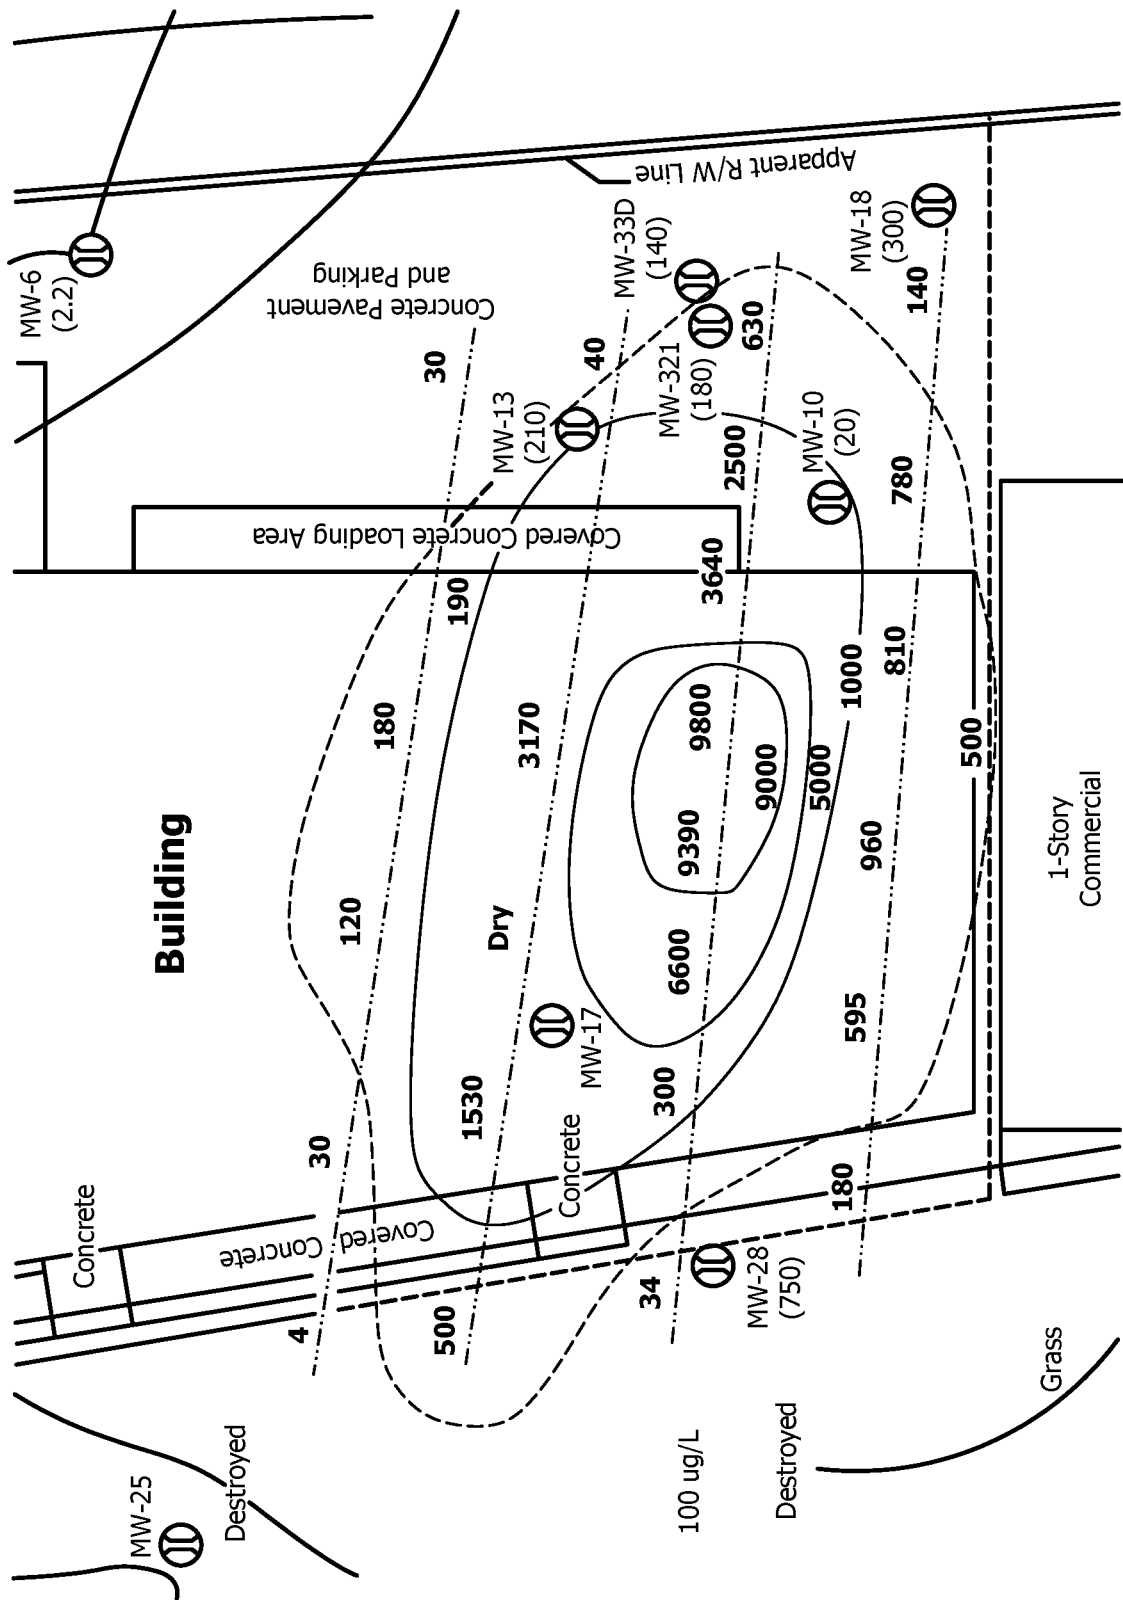 MW-6
(2.2)
Concrete Pavement
and Parking
Apparent R/W Line
MW-33D
(140)
MW-18
(300)
140
630
40
30
MW-13
(210)
MW-321
(180)
MW-10
(20)
2500
780
Covered Concrete Loading Area
190
3640
180
3170
9800
1000
810
Building
9000
5000
500
1-Story
Commercial
9390
960
120
Dry
6600
595
MW-17
300
1530
30
Concrete
Concrete
Covered
Concrete
180
4
500
34
MW-28
(750)
Grass
MW-25
Destroyed
100 ug/L
Destroyed